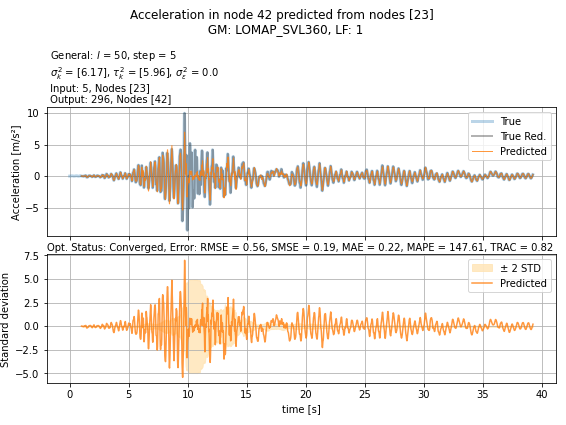 Acceleration in node 42 predicted from nodes [23]
GM: LOMAP_SVL360, LF: 1
General: l = 50, step = 5
σ²ₖ = [6.17], τ²ₖ = [5.96], σ²ε = 0.0
Input: 5, Nodes [23]
Output: 296, Nodes [42]
Acceleration [m/s²]
10
5
0
−5
True
True Red.
Predicted
Opt. Status: Converged, Error: RMSE = 0.56, SMSE = 0.19, MAE = 0.22, MAPE = 147.61, TRAC = 0.82
Standard deviation
7.5
5.0
2.5
0.0
−2.5
−5.0
± 2 STD
Predicted
0 5 10 15 20 25 30 35 40
time [s]